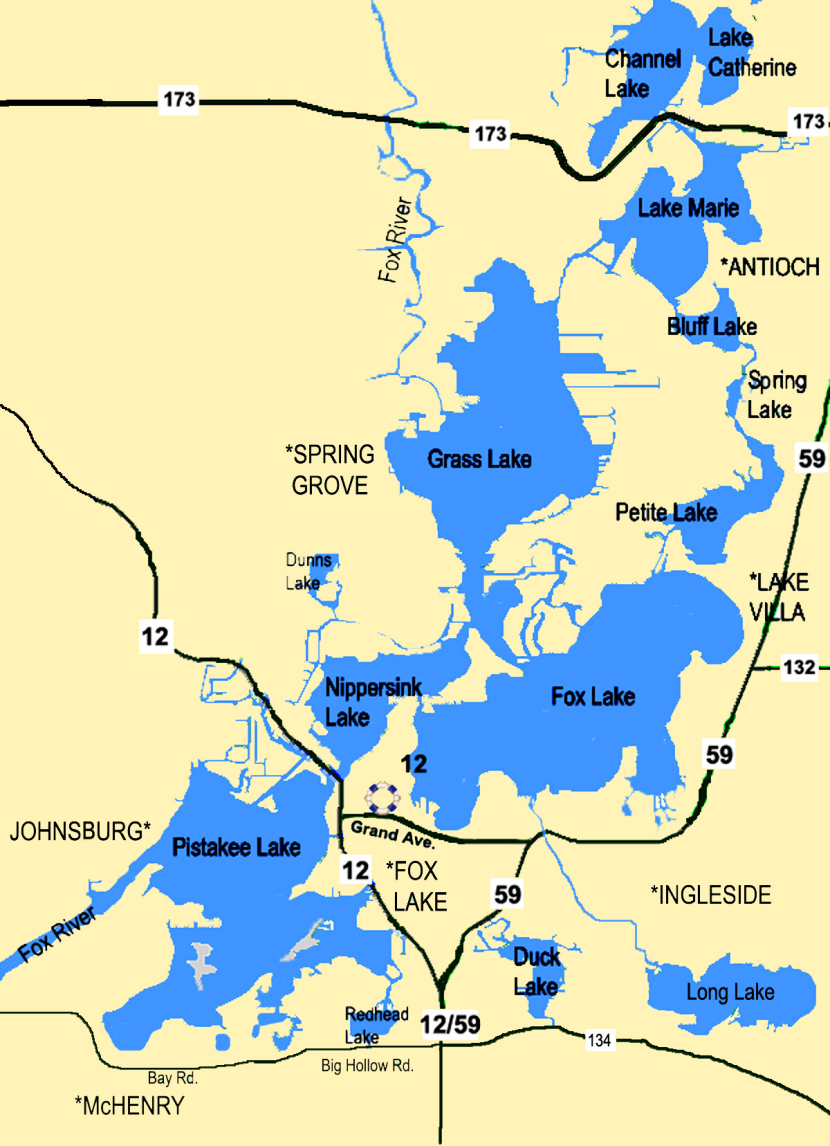 Channel
Lake
Lake
Catherine
173
173
173
Lake Marie
Fox River
*ANTIOCH
Bluff Lake
Spring
Lake
*SPRING
GROVE
Grass Lake
59
Petite Lake
Dunns
Lake
*LAKE
VILLA
12
132
Nippersink
Lake
Fox Lake
59
12
JOHNSBURG*
Pistakee Lake
Grand Ave.
12
*FOX
LAKE
59
*INGLESIDE
Fox River
Duck
Lake
Long Lake
Redhead
Lake
12/59
134
Big Hollow Rd.
Bay Rd.
*McHENRY